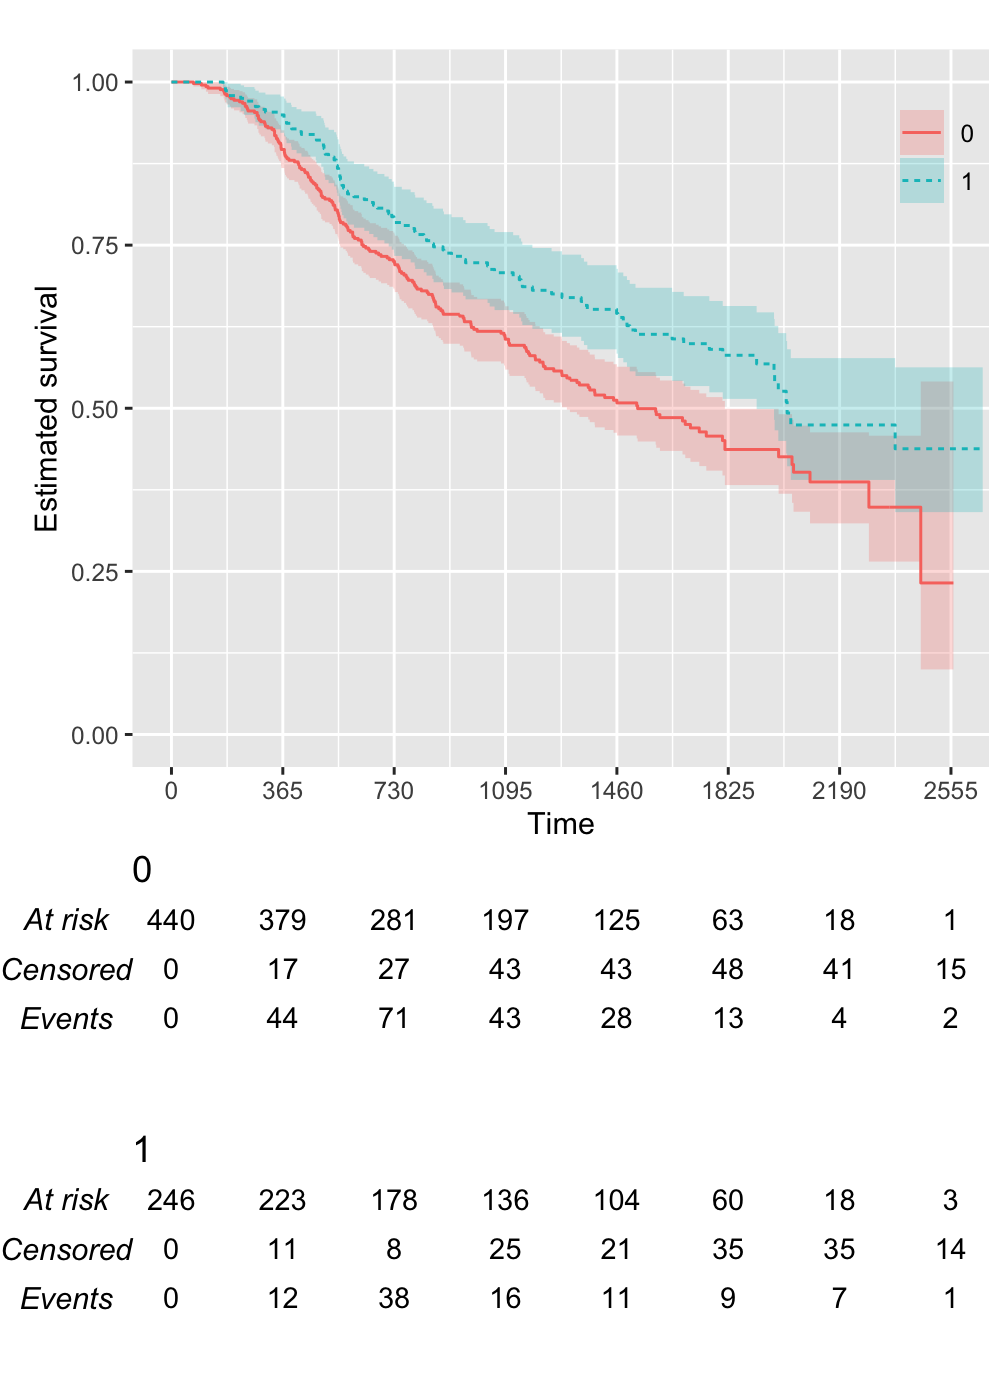 1.00
0.75
0.50
0.25
0.00
Estimated survival
0
1
0 365 730 1095 1460 1825 2190 2555
Time
0
At risk 440 379 281 197 125 63 18 1
Censored 0 17 27 43 43 48 41 15
Events 0 44 71 43 28 13 4 2
1
At risk 246 223 178 136 104 60 18 3
Censored 0 11 8 25 21 35 35 14
Events 0 12 38 16 11 9 7 1